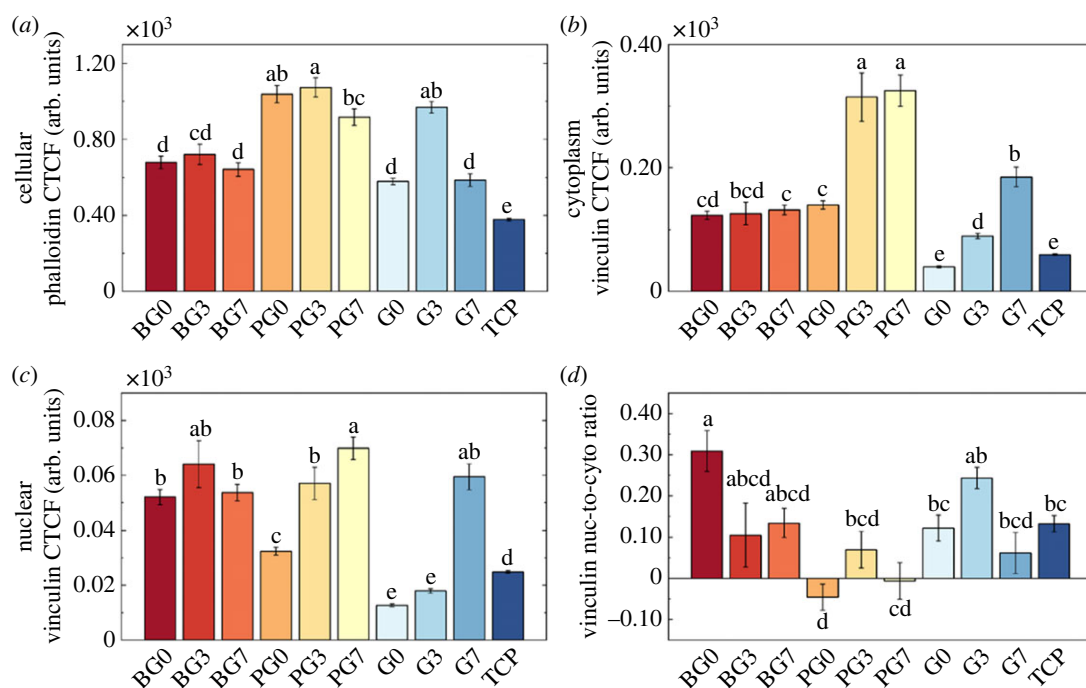 (a) ×10³
cellular
phalloidin CTCF (arb. units)
1.20
0.80
0.40
0
d cd d ab a bc d d d e
BG0 BG3 BG7 PG0 PG3 PG7 G0 G3 G7 TCP
(b) ×10³
cytoplasm
vinculin CTCF (arb. units)
0.40
0.20
0
cd bcd c c a a e d b e
BG0 BG3 BG7 PG0 PG3 PG7 G0 G3 G7 TCP
(c) ×10³
nuclear
vinculin CTCF (arb. units)
0.08
0.06
0.04
0.02
0
b ab b c b a e e ab d
BG0 BG3 BG7 PG0 PG3 PG7 G0 G3 G7 TCP
(d)
vinculin nuc-to-cyto ratio
0.40
0.30
0.20
0.10
0
–0.10
a abcd abcd d bcd cd bc ab bcd bc
BG0 BG3 BG7 PG0 PG3 PG7 G0 G3 G7 TCP